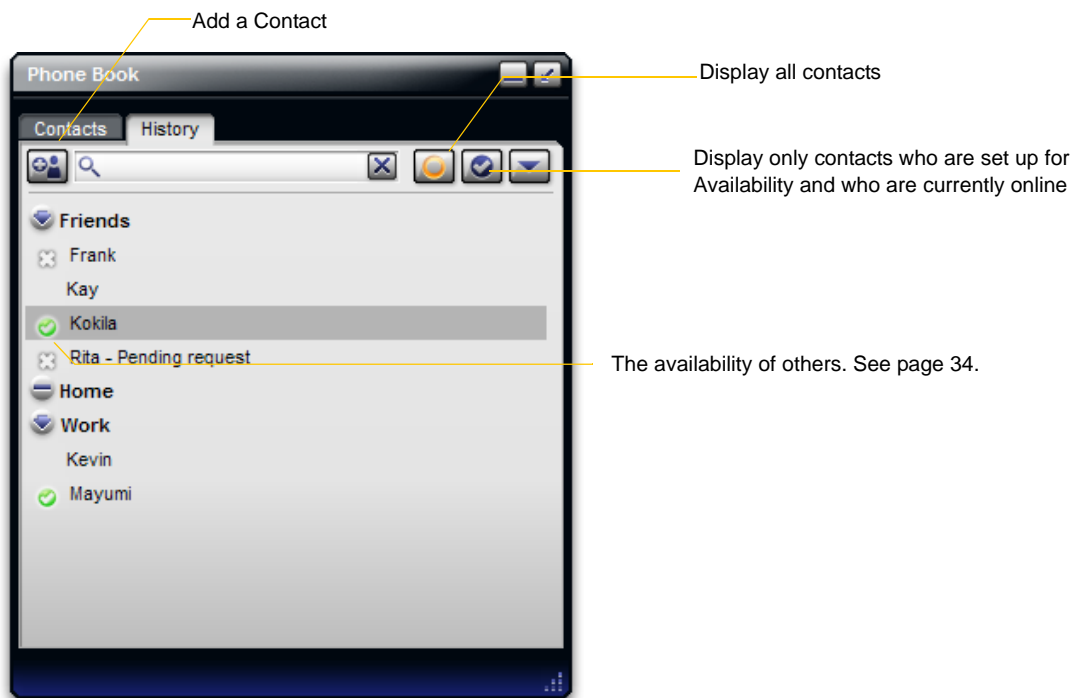 Add a Contact
Phone Book
Display all contacts
Contacts
History
Display only contacts who are set up for
Availability and who are currently online
Friends
Frank
Kay
Kokila
Rita - Pending request
The availability of others. See page 34.
Home
Work
Kevin
Mayumi